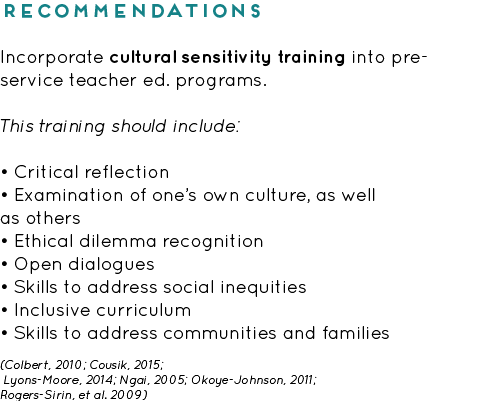 RECOMMENDATIONS
Incorporate cultural sensitivity training into pre-
service teacher ed. programs.
This training should include:
• Critical reflection
• Examination of one's own culture, as well
as others
• Ethical dilemma recognition
• Open dialogues
• Skills to address social inequities
• Inclusive curriculum
• Skills to address communities and families
(Colbert, 2010; Cousik, 2015;
Lyons-Moore, 2014; Ngai, 2005; Okoye-Johnson, 2011;
Rogers-Sirin, et al. 2009)